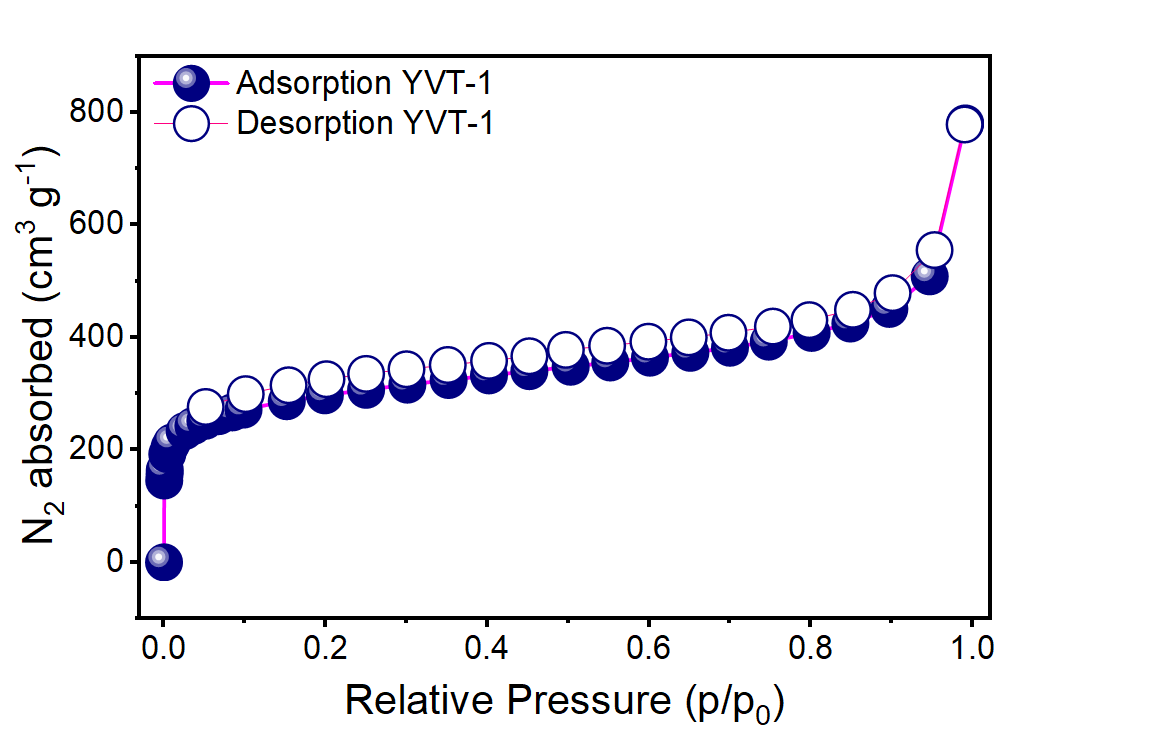 Adsorption YVT-1
Desorption YVT-1
800
600
400
200
0
N₂ absorbed (cm³ g⁻¹)
0.0 0.2 0.4 0.6 0.8 1.0
Relative Pressure (p/p₀)